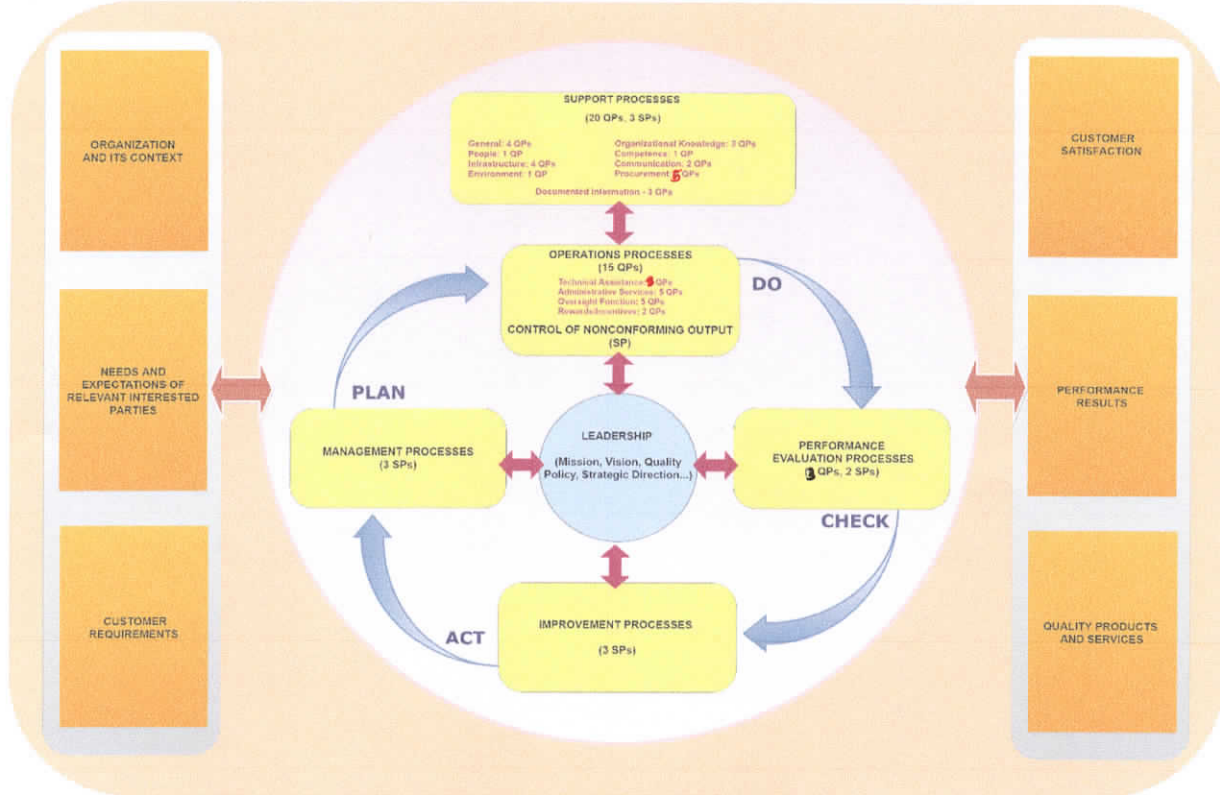 SUPPORT PROCESSES
(20 QPs, 3 SPs)
General: 4 QPs
People: 1 QP
Infrastructure: 4 QPs
Environment: 1 QP
Organizational Knowledge: 3 QPs
Competence: 1 QP
Communication: 2 QPs
Procurement: 5 QPs
Documented information - 3 QPs
ORGANIZATION
AND ITS CONTEXT
NEEDS AND
EXPECTATIONS OF
RELEVANT INTERESTED
PARTIES
CUSTOMER
REQUIREMENTS
OPERATIONS PROCESSES
(15 QPs)
Technical Assistance: QPs
Administrative Services: 5 QPs
Oversight Function: 5 QPs
Rewards/Incentives: 2 QPs
CONTROL OF NONCONFORMING OUTPUT
(SP)
DO
PLAN
MANAGEMENT PROCESSES
(3 SPs)
LEADERSHIP
(Mission, Vision, Quality
Policy, Strategic Direction...)
PERFORMANCE
EVALUATION PROCESSES
QPs, 2 SPs)
CHECK
ACT
IMPROVEMENT PROCESSES
(3 SPs)
CUSTOMER
SATISFACTION
PERFORMANCE
RESULTS
QUALITY PRODUCTS
AND SERVICES